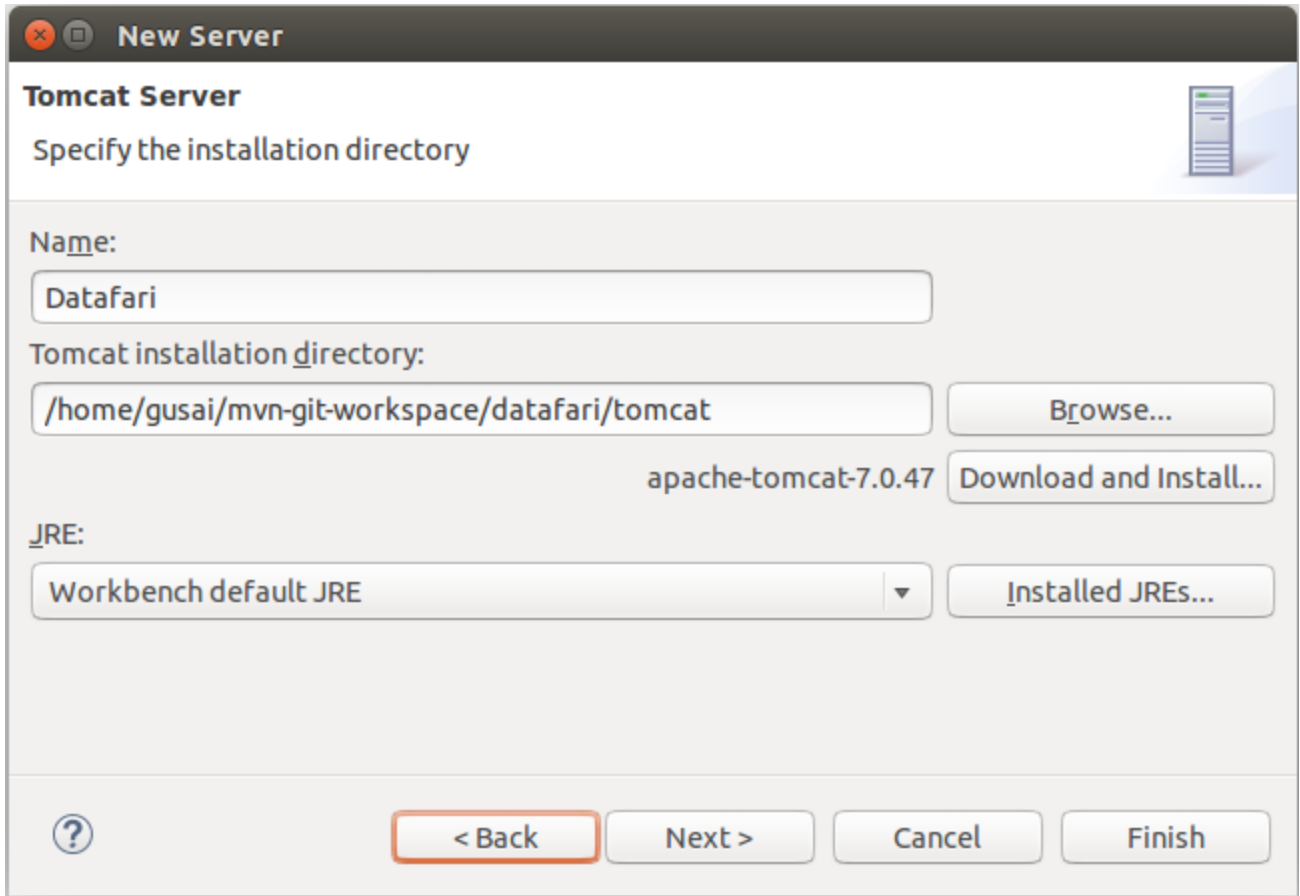 New Server
Tomcat Server
Specify the installation directory
Name:
Datafari
Tomcat installation directory:
/home/gusai/mvn-git-workspace/datafari/tomcat
Browse...
apache-tomcat-7.0.47
Download and Install...
JRE:
Workbench default JRE
Installed JREs...
?
< Back
Next >
Cancel
Finish